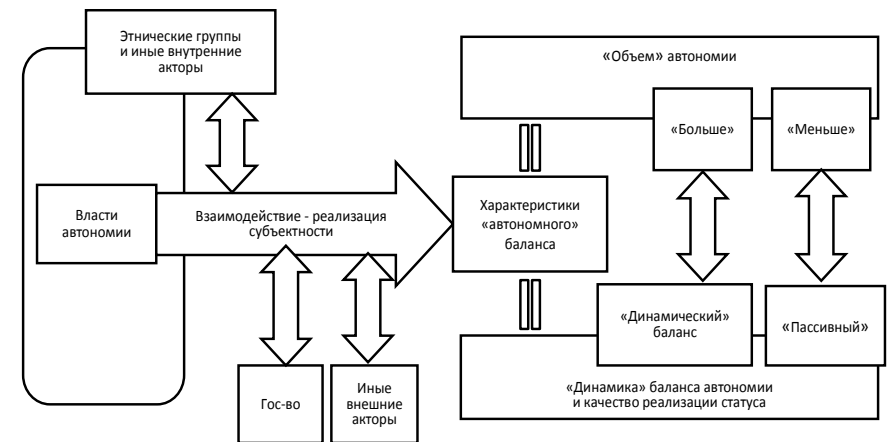 Этнические группы
и иные внутренние
акторы
«Объем» автономии
«Больше»
«Меньше»
Власти
автономии
Взаимодействие - реализация
субъектности
Характеристики
«автономного»
баланса
«Динамический»
баланс
«Пассивный»
Гос-во
Иные
внешние
акторы
«Динамика» баланса автономии
и качество реализации статуса